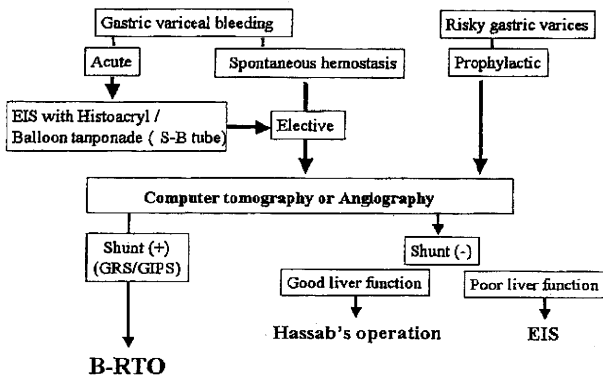 Gastric variceal bleeding
Risky gastric varices
Acute
Spontaneous hemostasis
Prophylactic
EIS with Histoacryl /
Balloon tanponade ( S-B tube)
Elective
Computer tomography or Angiography
Shunt (+)
(GRS/GIPS)
Shunt (-)
Good liver function
Poor liver function
Hassab's operation
EIS
B-RTO